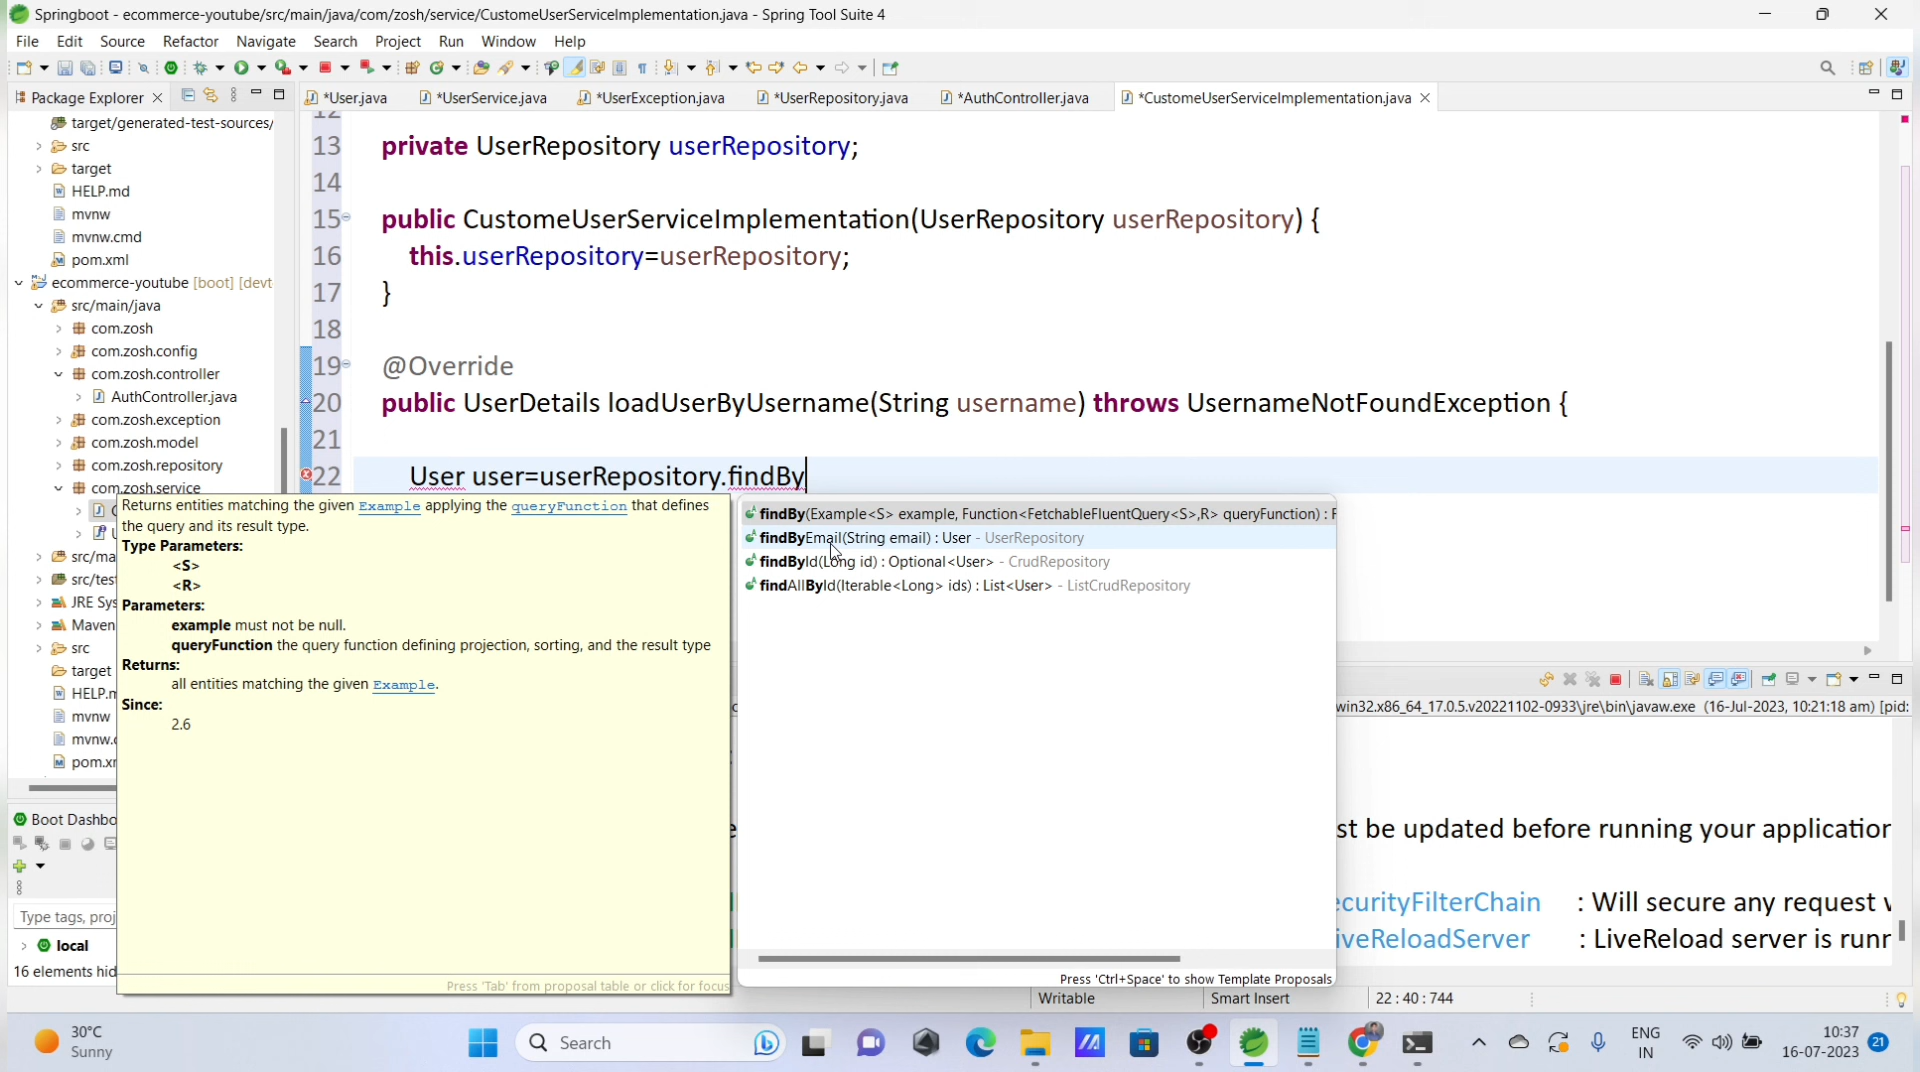 Springboot - ecommerce-youtube/src/main/java/com/zosh/service/CustomeUserServiceImplementation.java - Spring Tool Suite 4
File Edit Source Refactor Navigate Search Project Run Window Help
Package Explorer
*User.java *UserService.java *UserException.java *UserRepository.java *AuthController.java *CustomeUserServiceImplementation.java
target/generated-test-sources/
src
target
HELP.md
mvnw
mvnw.cmd
pom.xml
ecommerce-youtube [boot] [devt
src/main/java
com.zosh
com.zosh.config
com.zosh.controller
AuthController.java
com.zosh.exception
com.zosh.model
com.zosh.repository
com.zosh.service
src/ma
src/tes
JRE Sys
Maven
src
target
HELP.m
mvnw
mvnw.c
pom.xm
12
13 private UserRepository userRepository;
14
15 public CustomeUserServiceImplementation(UserRepository userRepository) {
16 this.userRepository=userRepository;
17 }
18
19 @Override
20 public UserDetails loadUserByUsername(String username) throws UsernameNotFoundException {
21
22 User user=userRepository.findBy
Returns entities matching the given Example applying the queryFunction that defines
the query and its result type.
Type Parameters:
<S>
<R>
Parameters:
example must not be null.
queryFunction the query function defining projection, sorting, and the result type
Returns:
all entities matching the given Example.
Since:
2.6
Press 'Tab' from proposal table or click for focus
findBy(Example<S> example, Function<FetchableFluentQuery<S>,R> queryFunction) : F
findByEmail(String email) : User - UserRepository
findById(Long id) : Optional<User> - CrudRepository
findAllById(Iterable<Long> ids) : List<User> - ListCrudRepository
Press 'Ctrl+Space' to show Template Proposals
win32.x86_64_17.0.5.v20221102-0933\jre\bin\javaw.exe (16-Jul-2023, 10:21:18 am) [pid:
st be updated before running your application
ecurityFilterChain : Will secure any request w
iveReloadServer : LiveReload server is runn
Boot Dashbo
Type tags, proj
local
16 elements hid
Writable Smart Insert 22 : 40 : 744
30°C
Sunny
Search
ENG
IN
10:37
16-07-2023
21